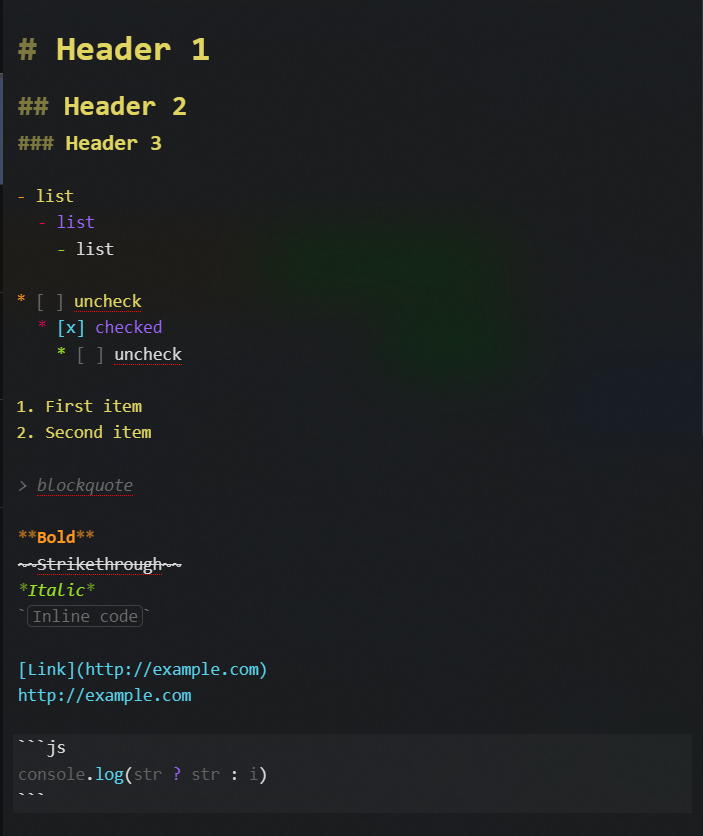 # Header 1
## Header 2
### Header 3
- list
  - list
    - list
* [ ] uncheck
  * [x] checked
    * [ ] uncheck
1. First item
2. Second item
> blockquote
**Bold**
~~Strikethrough~~
*Italic*
`Inline code`
[Link](http://example.com)
http://example.com
```js
console.log(str ? str : i)
```